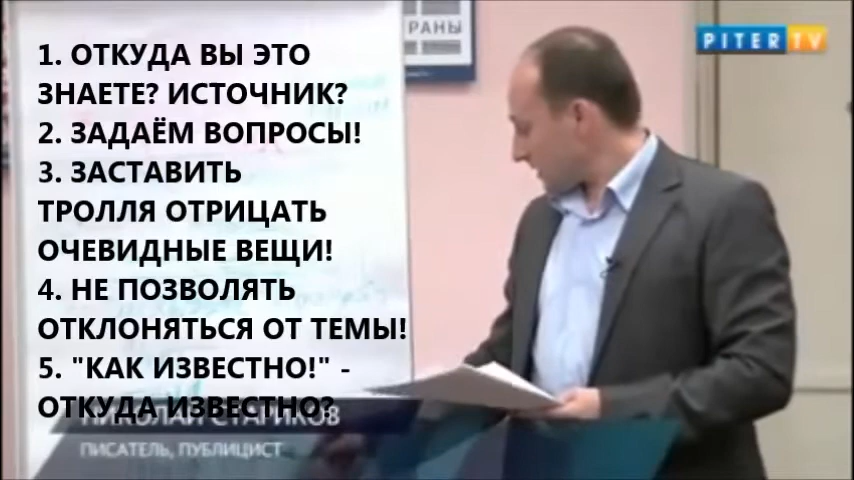 РАНЫ
PITER TV
1. ОТКУДА ВЫ ЭТО
ЗНАЕТЕ? ИСТОЧНИК?
2. ЗАДАЁМ ВОПРОСЫ!
3. ЗАСТАВИТЬ
ТРОЛЛЯ ОТРИЦАТЬ
ОЧЕВИДНЫЕ ВЕЩИ!
4. НЕ ПОЗВОЛЯТЬ
ОТКЛОНЯТЬСЯ ОТ ТЕМЫ!
5. "КАК ИЗВЕСТНО!" -
ОТКУДА ИЗВЕСТНО?
НИКОЛАЙ СТАРИКОВ
ПИСАТЕЛЬ, ПУБЛИЦИСТ